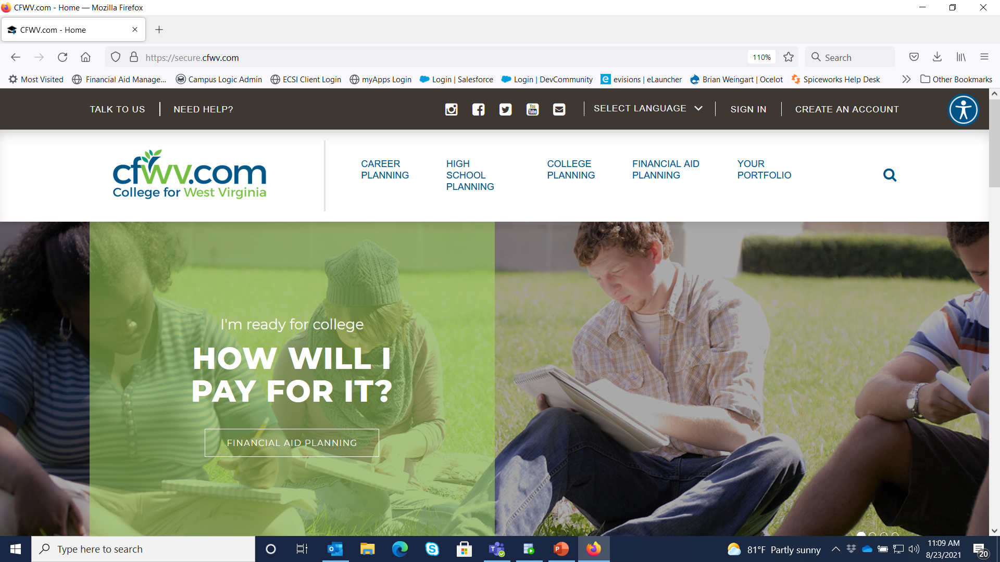 CFWV.com - Home — Mozilla Firefox
CFWV.com - Home
https://secure.cfwv.com
110%
Search
Most Visited
Financial Aid Manage...
Campus Logic Admin
ECSI Client Login
myApps Login
Login | Salesforce
Login | DevCommunity
evisions | eLauncher
Brian Weingart | Ocelot
Spiceworks Help Desk
Other Bookmarks
TALK TO US
NEED HELP?
You
Tube
SELECT LANGUAGE
SIGN IN
CREATE AN ACCOUNT
cfwv.com
College for West Virginia
CAREER
PLANNING
HIGH
SCHOOL
PLANNING
COLLEGE
PLANNING
FINANCIAL AID
PLANNING
YOUR
PORTFOLIO
I'm ready for college
HOW WILL I
PAY FOR IT?
FINANCIAL AID PLANNING
Type here to search
81°F Partly sunny
11:09 AM
8/23/2021
20